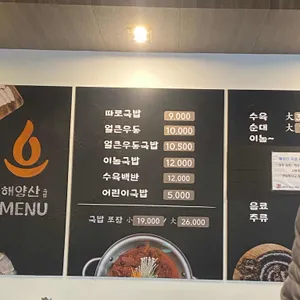 해양산
MENU
따로국밥 9,000
얼큰우동 10,000
얼큰우동국밥 10,500
이놈국밥 12,000
수육백반 12,000
어린이국밥 5,000
국밥 포장 小 19,000 / 大 26,000
수육 大
순대 大
이놈~
음료
주류